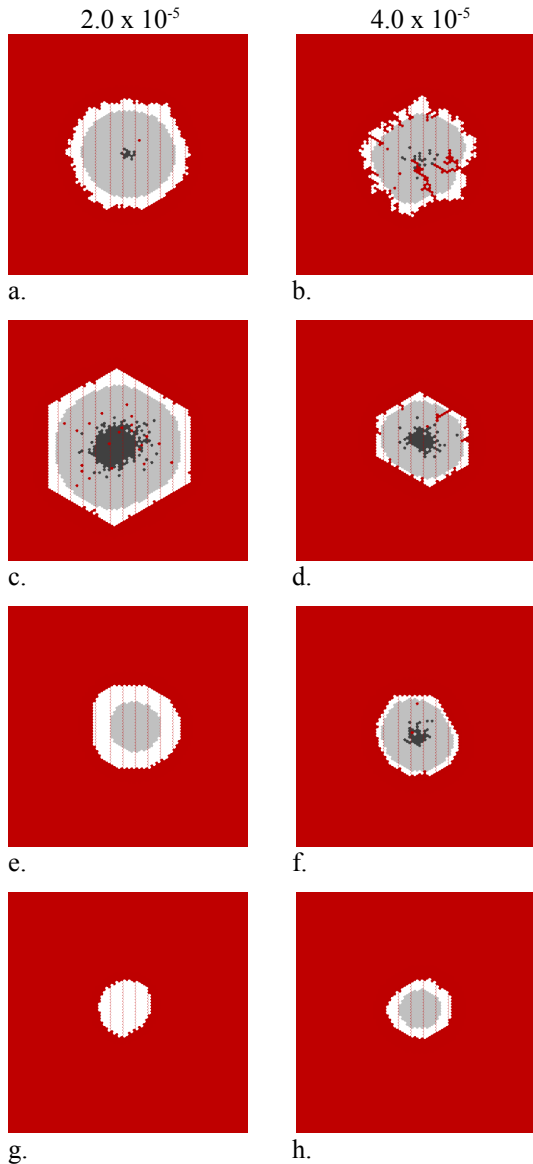 2.0 x 10⁻⁵ 4.0 x 10⁻⁵
a. b.
c. d.
e. f.
g. h.